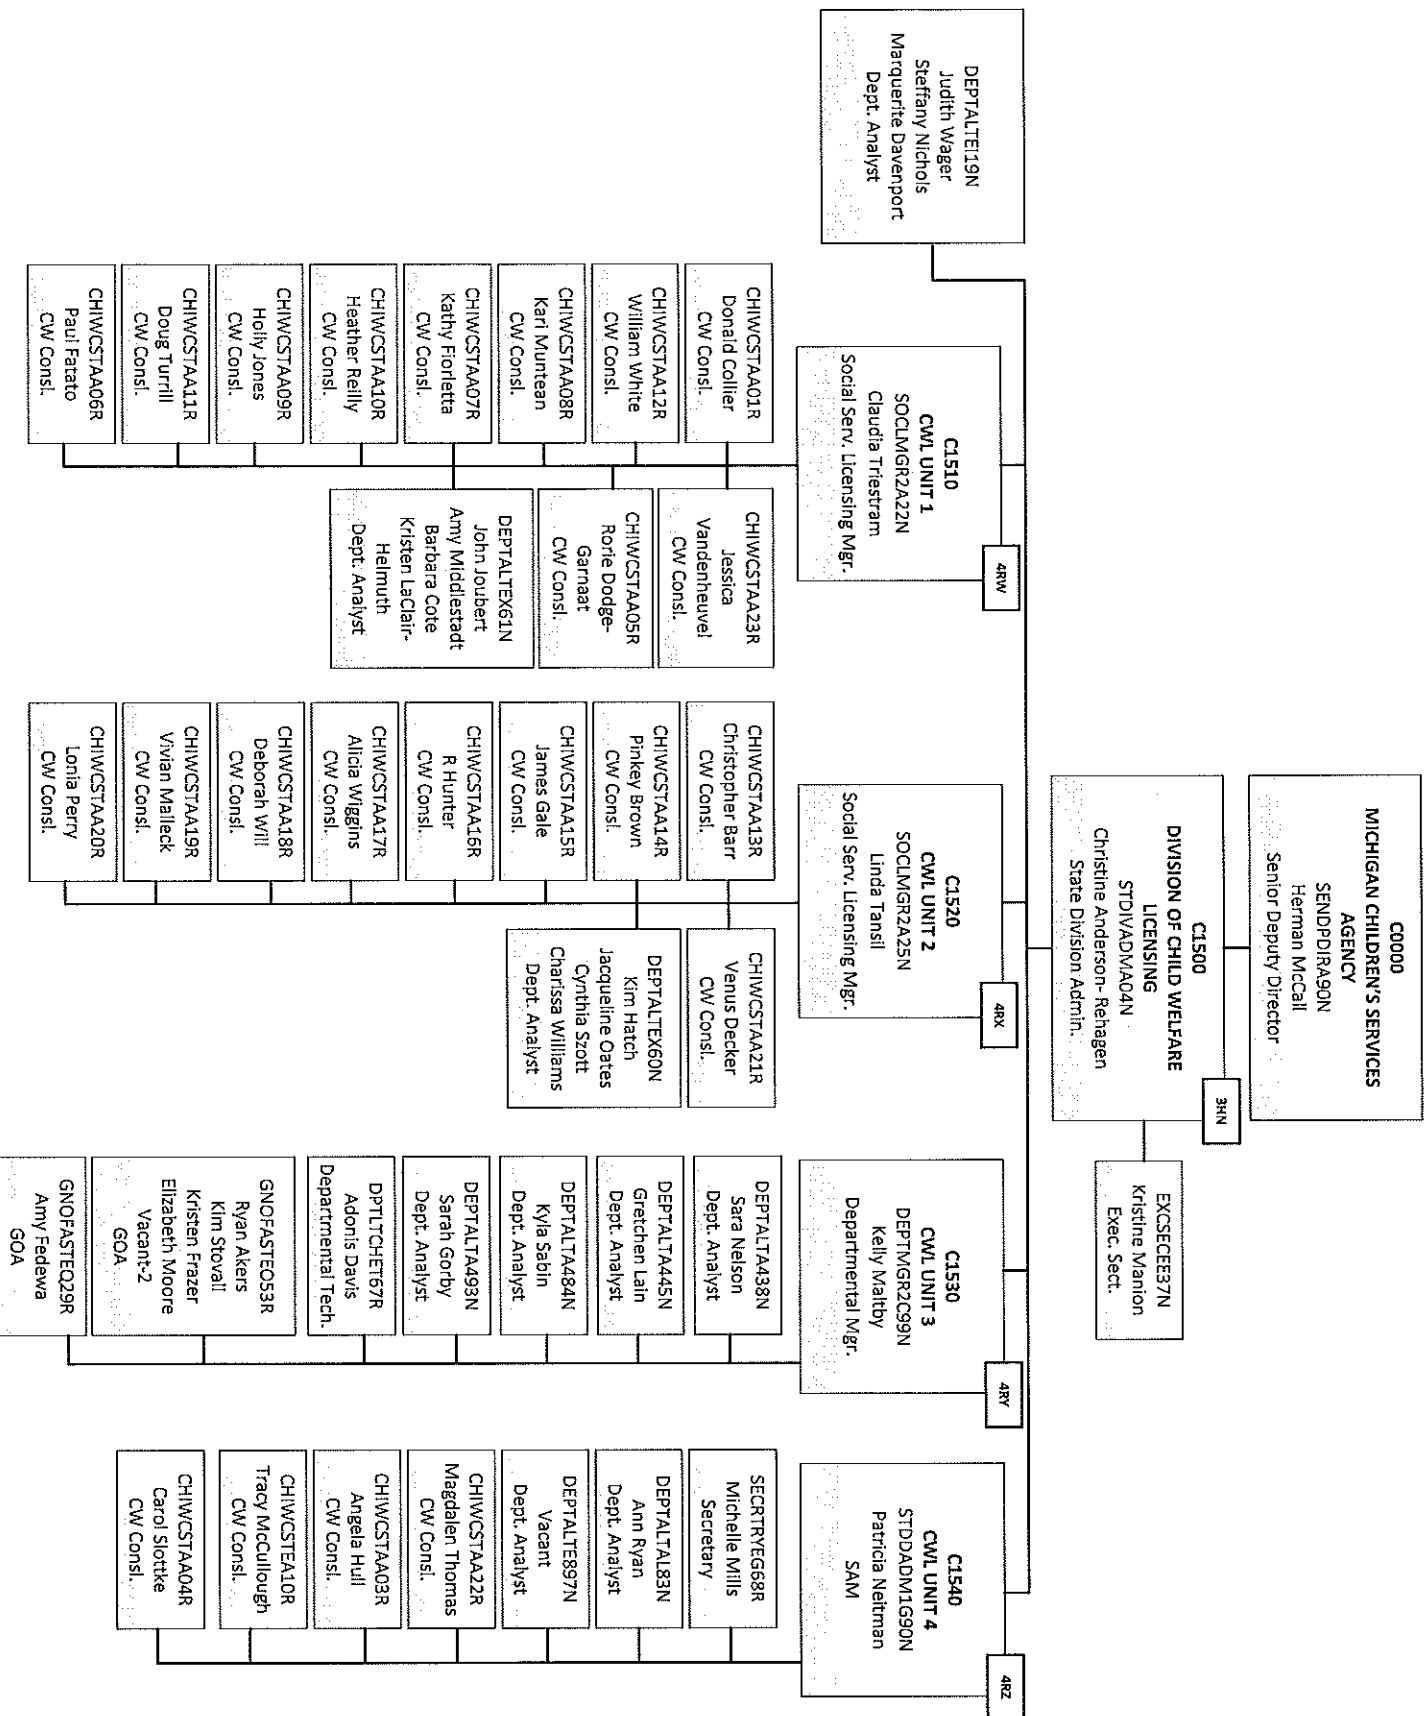 C0000
MICHIGAN CHILDREN'S SERVICES
AGENCY
SENDPDIRA90N
Herman McCall
Senior Deputy Director
3HN
C1500
DIVISION OF CHILD WELFARE
LICENSING
STDIVADMA04N
Christine Anderson- Rehagen
State Division Admin.
EXCSECEE37N
Kristine Manion
Exec. Sect.
DEPTALTEI19N
Judith Wager
Steffany Nichols
Marquerite Davenport
Dept. Analyst
4RW
C1510
CWL UNIT 1
SOCLMGR2A22N
Claudia Triestram
Social Serv. Licensing Mgr.
CHIWCSTAA01R
Donald Collier
CW Consl.
CHIWCSTAA12R
William White
CW Consl.
CHIWCSTAA08R
Kari Muntean
CW Consl.
CHIWCSTAA07R
Kathy Fiorletta
CW Consl.
CHIWCSTAA10R
Heather Reilly
CW Consl.
CHIWCSTAA09R
Holly Jones
CW Consl.
CHIWCSTAA11R
Doug Turrill
CW Consl.
CHIWCSTAA06R
Paul Fatato
CW Consl.
CHIWCSTAA23R
Jessica
Vandenheuvel
CW Consl.
CHIWCSTAA05R
Rorie Dodge-
Garnaat
CW Consl.
DEPTALTEX61N
John Joubert
Amy Middlestadt
Barbara Cote
Kristen LaClair-
Helmuth
Dept. Analyst
4RX
C1520
CWL UNIT 2
SOCLMGR2A25N
Linda Tansil
Social Serv. Licensing Mgr.
CHIWCSTAA13R
Christopher Barr
CW Consl.
CHIWCSTAA14R
Pinkey Brown
CW Consl.
CHIWCSTAA15R
James Gale
CW Consl.
CHIWCSTAA16R
R Hunter
CW Consl.
CHIWCSTAA17R
Alicia Wiggins
CW Consl.
CHIWCSTAA18R
Deborah Will
CW Consl.
CHIWCSTAA19R
Vivian Malleck
CW Consl.
CHIWCSTAA20R
Lonia Perry
CW Consl.
CHIWCSTAA21R
Venus Decker
CW Consl.
DEPTALTEX60N
Kim Hatch
Jacqueline Oates
Cynthia Szott
Charissa Williams
Dept. Analyst
4RY
C1530
CWL UNIT 3
DEPTMGR2C99N
Kelly Maltby
Departmental Mgr.
DEPTALTA438N
Sara Nelson
Dept. Analyst
DEPTALTA445N
Gretchen Lain
Dept. Analyst
DEPTALTA484N
Kyla Sabin
Dept. Analyst
DEPTALTA493N
Sarah Gorby
Dept. Analyst
DPTLTCHET67R
Adonis Davis
Departmental Tech.
GNOFASTEO53R
Ryan Akers
Kim Stovall
Kristen Frazer
Elizabeth Moore
Vacant-2
GOA
GNOFASTEQ29R
Amy Fedewa
GOA
4RZ
C1540
CWL UNIT 4
STDDADM1G90N
Patricia Neitman
SAM
SECRTRYEG68R
Michelle Mills
Secretary
DEPTALTAL83N
Ann Ryan
Dept. Analyst
DEPTALTE897N
Vacant
Dept. Analyst
CHIWCSTAA22R
Magdalen Thomas
CW Consl.
CHIWCSTAA03R
Angela Hull
CW Consl.
CHIWCSTEA10R
Tracy McCullough
CW Consl.
CHIWCSTAA04R
Carol Slottke
CW Consl.